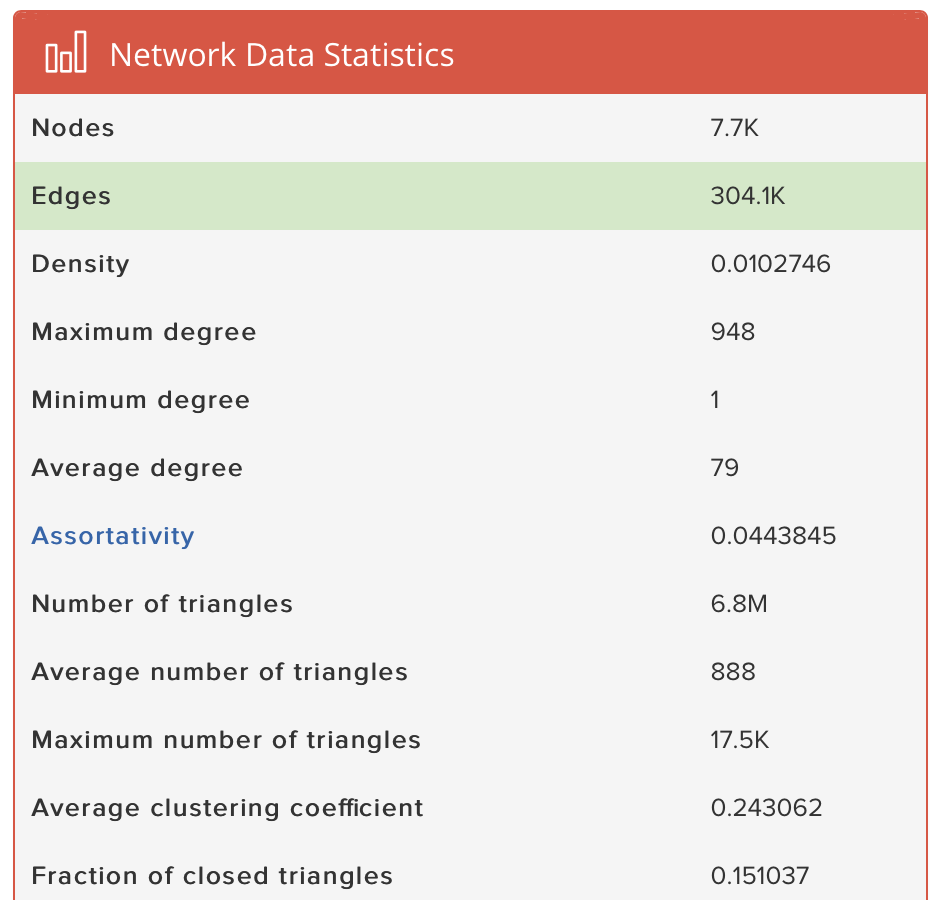 Network Data Statistics
Nodes 7.7K
Edges 304.1K
Density 0.0102746
Maximum degree 948
Minimum degree 1
Average degree 79
Assortativity 0.0443845
Number of triangles 6.8M
Average number of triangles 888
Maximum number of triangles 17.5K
Average clustering coefficient 0.243062
Fraction of closed triangles 0.151037